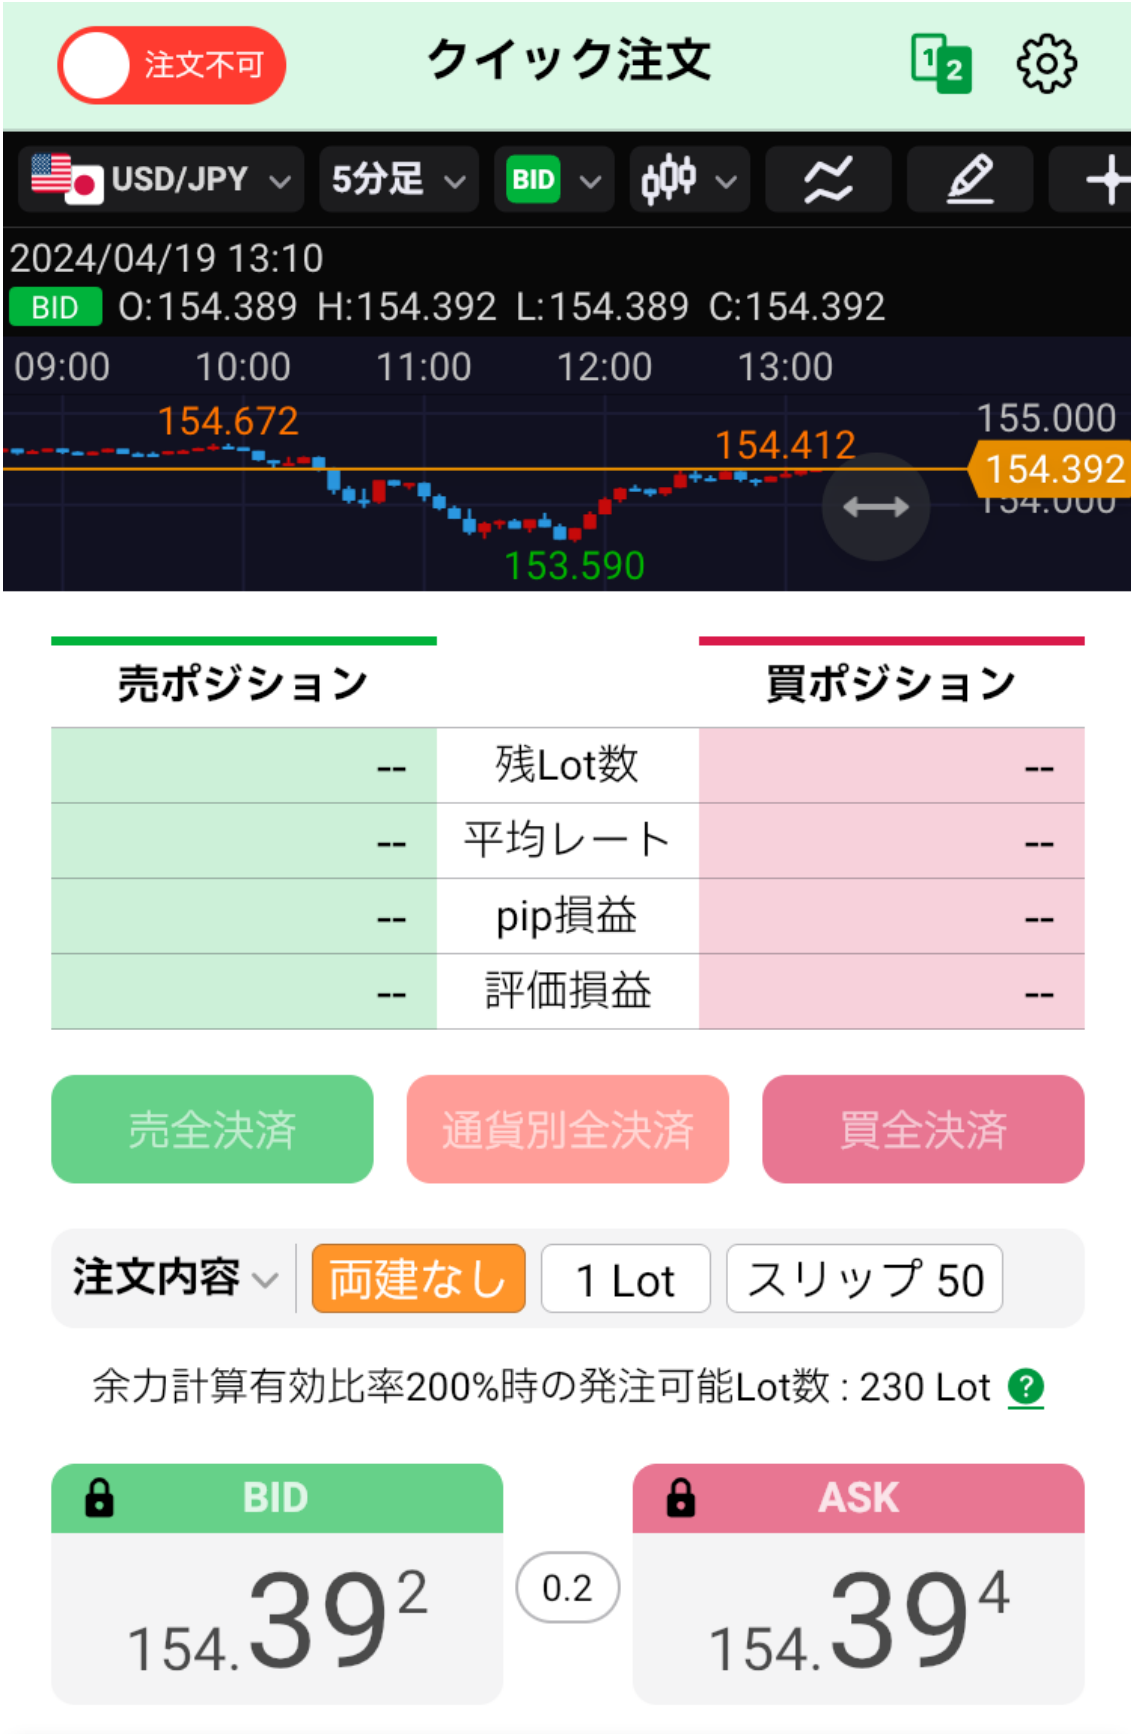 注文不可 クイック注文 1 2
USD/JPY 5分足 BID
2024/04/19 13:10
BID O:154.389 H:154.392 L:154.389 C:154.392
09:00 10:00 11:00 12:00 13:00
154.672 155.000
154.412
154.392
154.000
153.590
売ポジション 買ポジション
-- 残Lot数 --
-- 平均レート --
-- pip損益 --
-- 評価損益 --
売全決済 通貨別全決済 買全決済
注文内容 両建なし 1 Lot スリップ 50
余力計算有効比率200%時の発注可能Lot数 : 230 Lot ?
BID ASK
154.392 0.2 154.394